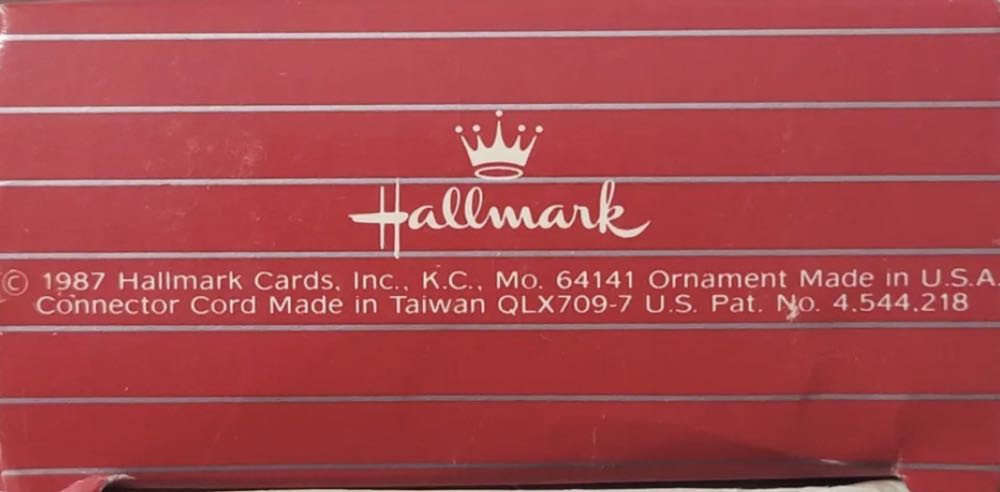 Hallmark
© 1987 Hallmark Cards, Inc., K.C., Mo. 64141 Ornament Made in U.S.A.
Connector Cord Made in Taiwan QLX709-7 U.S. Pat. No. 4,544,218